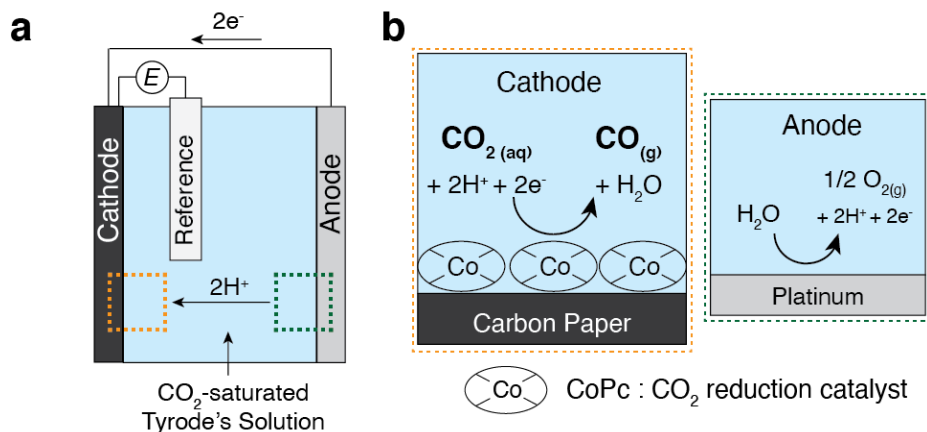 a
2e⁻
E
Cathode
Reference
Anode
2H⁺
CO₂-saturated
Tyrode's Solution
b
Cathode
CO₂ (aq) CO(g)
+ 2H⁺ + 2e⁻ + H₂O
Co Co Co
Carbon Paper
Anode
1/2 O₂(g)
H₂O + 2H⁺ + 2e⁻
Platinum
Co CoPc : CO₂ reduction catalyst